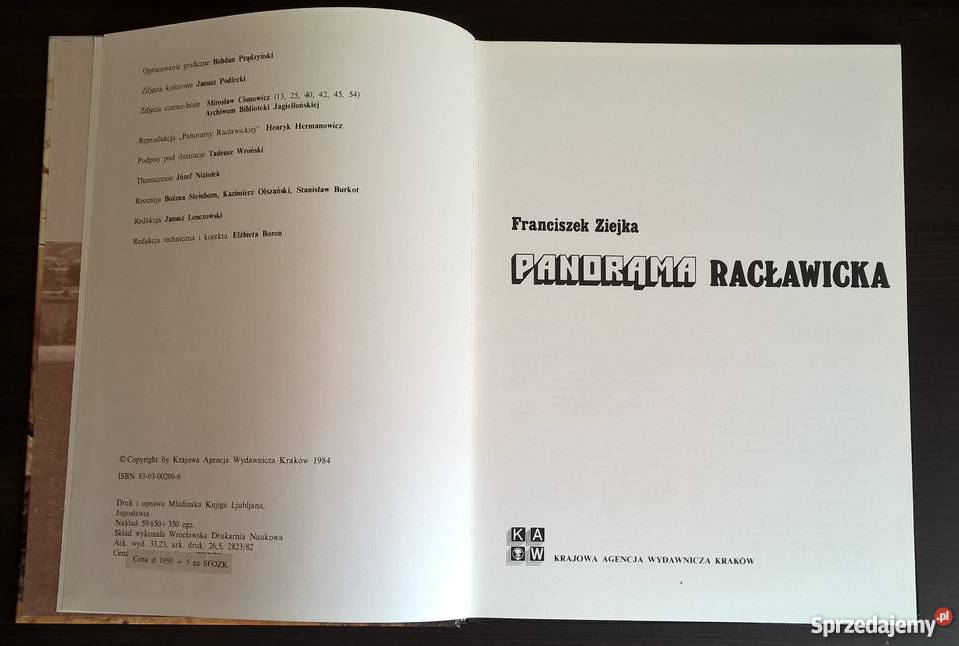 Opracowanie graficzne Bohdan Prądzyński
Zdjęcia kolorowe Janusz Podlecki
Zdjęcia czarno-białe Mirosław Ciunowicz (13, 25, 40, 42, 45, 54)
Archiwum Biblioteki Jagiellońskiej
Reprodukcja „Panoramy Racławickiej" Henryk Hermanowicz
Podpisy pod ilustracje Tadeusz Wroński
Tłumaczenie Józef Niziołek
Recenzja Bożena Steinborn, Kazimierz Olszański, Stanisław Burkot
Redakcja Janusz Lenczowski
Redakcja techniczna i korekta Elżbieta Boroń
© Copyright by Krajowa Agencja Wydawnicza Kraków 1984
ISBN 83-03-00206-6
Druk i oprawa Mladinska Knjiga Ljubljana,
Jugosławia
Nakład 59 650 + 350 egz.
Skład wykonała Wrocławska Drukarnia Naukowa
Ark. wyd. 33,23, ark. druk. 26,5, 2823/82
Cena
Cena zł 1950 + 5 na SFOZK
Franciszek Ziejka
PANORAMA RACŁAWICKA
KA
W
KRAJOWA AGENCJA WYDAWNICZA KRAKÓW
Sprzedajemy.pl